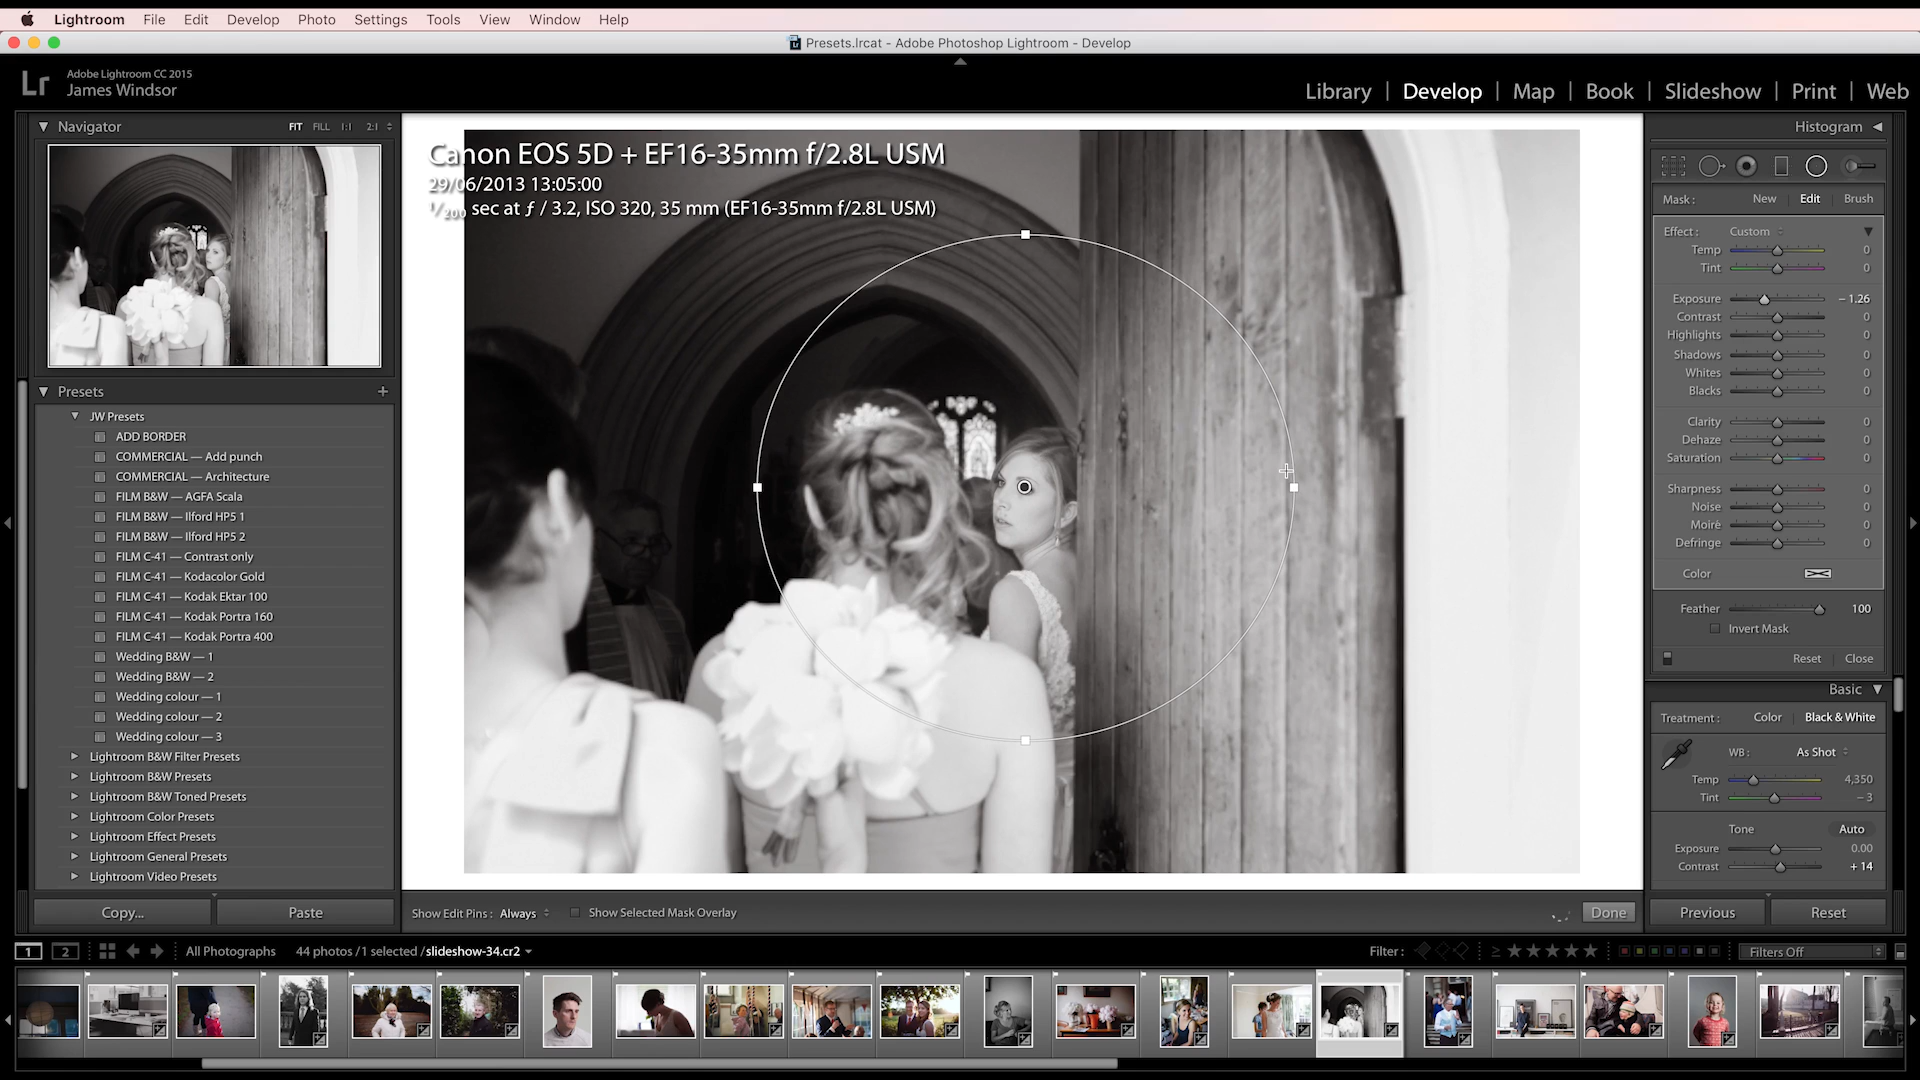 Lightroom File Edit Develop Photo Settings Tools View Window Help
Presets.lrcat - Adobe Photoshop Lightroom - Develop
Lr
Adobe Lightroom CC 2015
James Windsor
Library | Develop | Map | Book | Slideshow | Print | Web
Navigator FIT FILL 1:1 2:1
Presets +
JW Presets
ADD BORDER
COMMERCIAL — Add punch
COMMERCIAL — Architecture
FILM B&W — AGFA Scala
FILM B&W — Ilford HP5 1
FILM B&W — Ilford HP5 2
FILM C-41 — Contrast only
FILM C-41 — Kodacolor Gold
FILM C-41 — Kodak Ektar 100
FILM C-41 — Kodak Portra 160
FILM C-41 — Kodak Portra 400
Wedding B&W — 1
Wedding B&W — 2
Wedding colour — 1
Wedding colour — 2
Wedding colour — 3
Lightroom B&W Filter Presets
Lightroom B&W Presets
Lightroom B&W Toned Presets
Lightroom Color Presets
Lightroom Effect Presets
Lightroom General Presets
Lightroom Video Presets
Copy... Paste
Canon EOS 5D + EF16-35mm f/2.8L USM
29/06/2013 13:05:00
1/200 sec at ƒ / 3.2, ISO 320, 35 mm (EF16-35mm f/2.8L USM)
Show Edit Pins : Always Show Selected Mask Overlay Done
Histogram
Mask : New Edit Brush
Effect : Custom
Temp 0
Tint 0
Exposure – 1.26
Contrast 0
Highlights 0
Shadows 0
Whites 0
Blacks 0
Clarity 0
Dehaze 0
Saturation 0
Sharpness 0
Noise 0
Moiré 0
Defringe 0
Color
Feather 100
Invert Mask
Reset Close
Basic
Treatment : Color | Black & White
WB : As Shot
Temp 4,350
Tint – 3
Tone Auto
Exposure 0.00
Contrast + 14
Previous Reset
1 2 All Photographs 44 photos / 1 selected / slideshow-34.cr2 Filter : ≥ ★★★★★ Filters Off